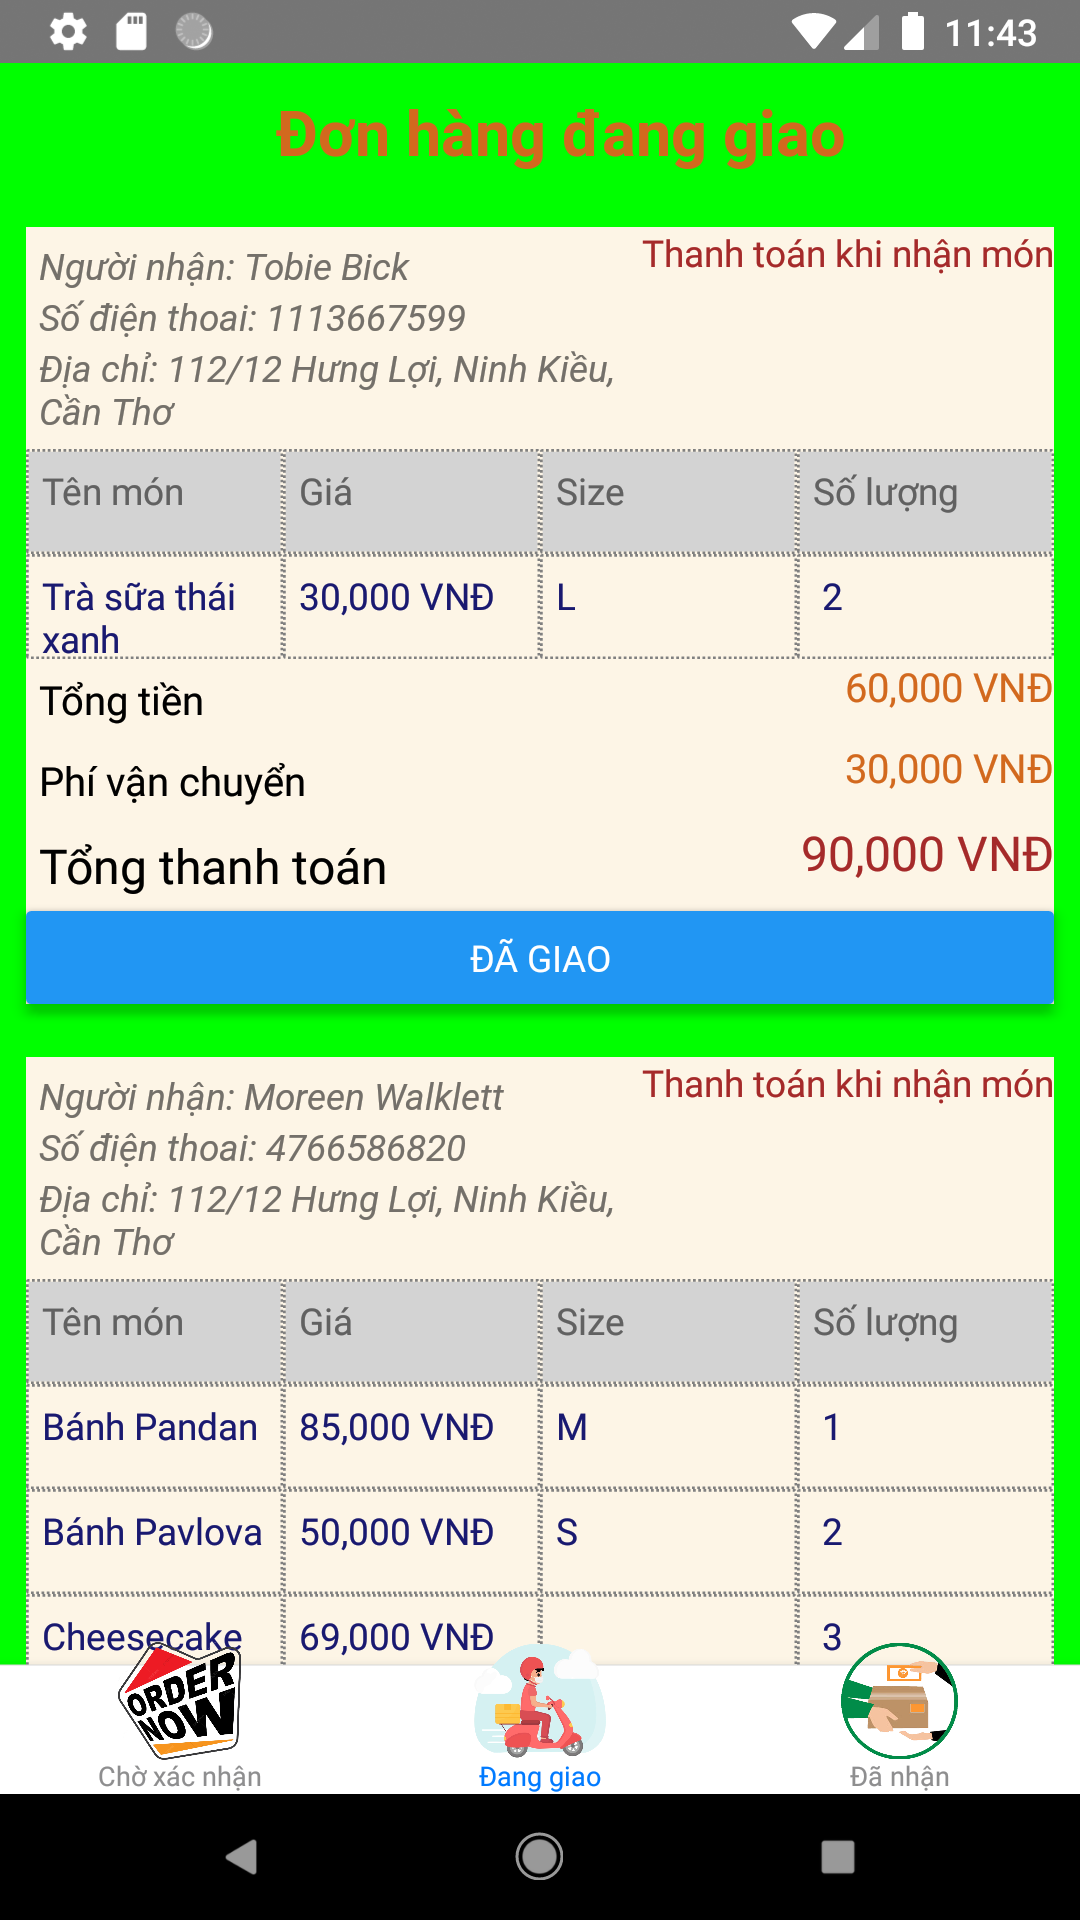 11:43
Đơn hàng đang giao
Người nhận: Tobie Bick
Thanh toán khi nhận món
Số điện thoai: 1113667599
Địa chỉ: 112/12 Hưng Lợi, Ninh Kiều,
Cần Thơ
Tên món Giá Size Số lượng
Trà sữa thái 30,000 VNĐ L 2
xanh
Tổng tiền 60,000 VNĐ
Phí vận chuyển 30,000 VNĐ
Tổng thanh toán 90,000 VNĐ
ĐÃ GIAO
Người nhận: Moreen Walklett
Thanh toán khi nhận món
Số điện thoai: 4766586820
Địa chỉ: 112/12 Hưng Lợi, Ninh Kiều,
Cần Thơ
Tên món Giá Size Số lượng
Bánh Pandan 85,000 VNĐ M 1
Bánh Pavlova 50,000 VNĐ S 2
Cheesecake 69,000 VNĐ 3
ORDER
NOW
Chờ xác nhận Đang giao Đã nhận